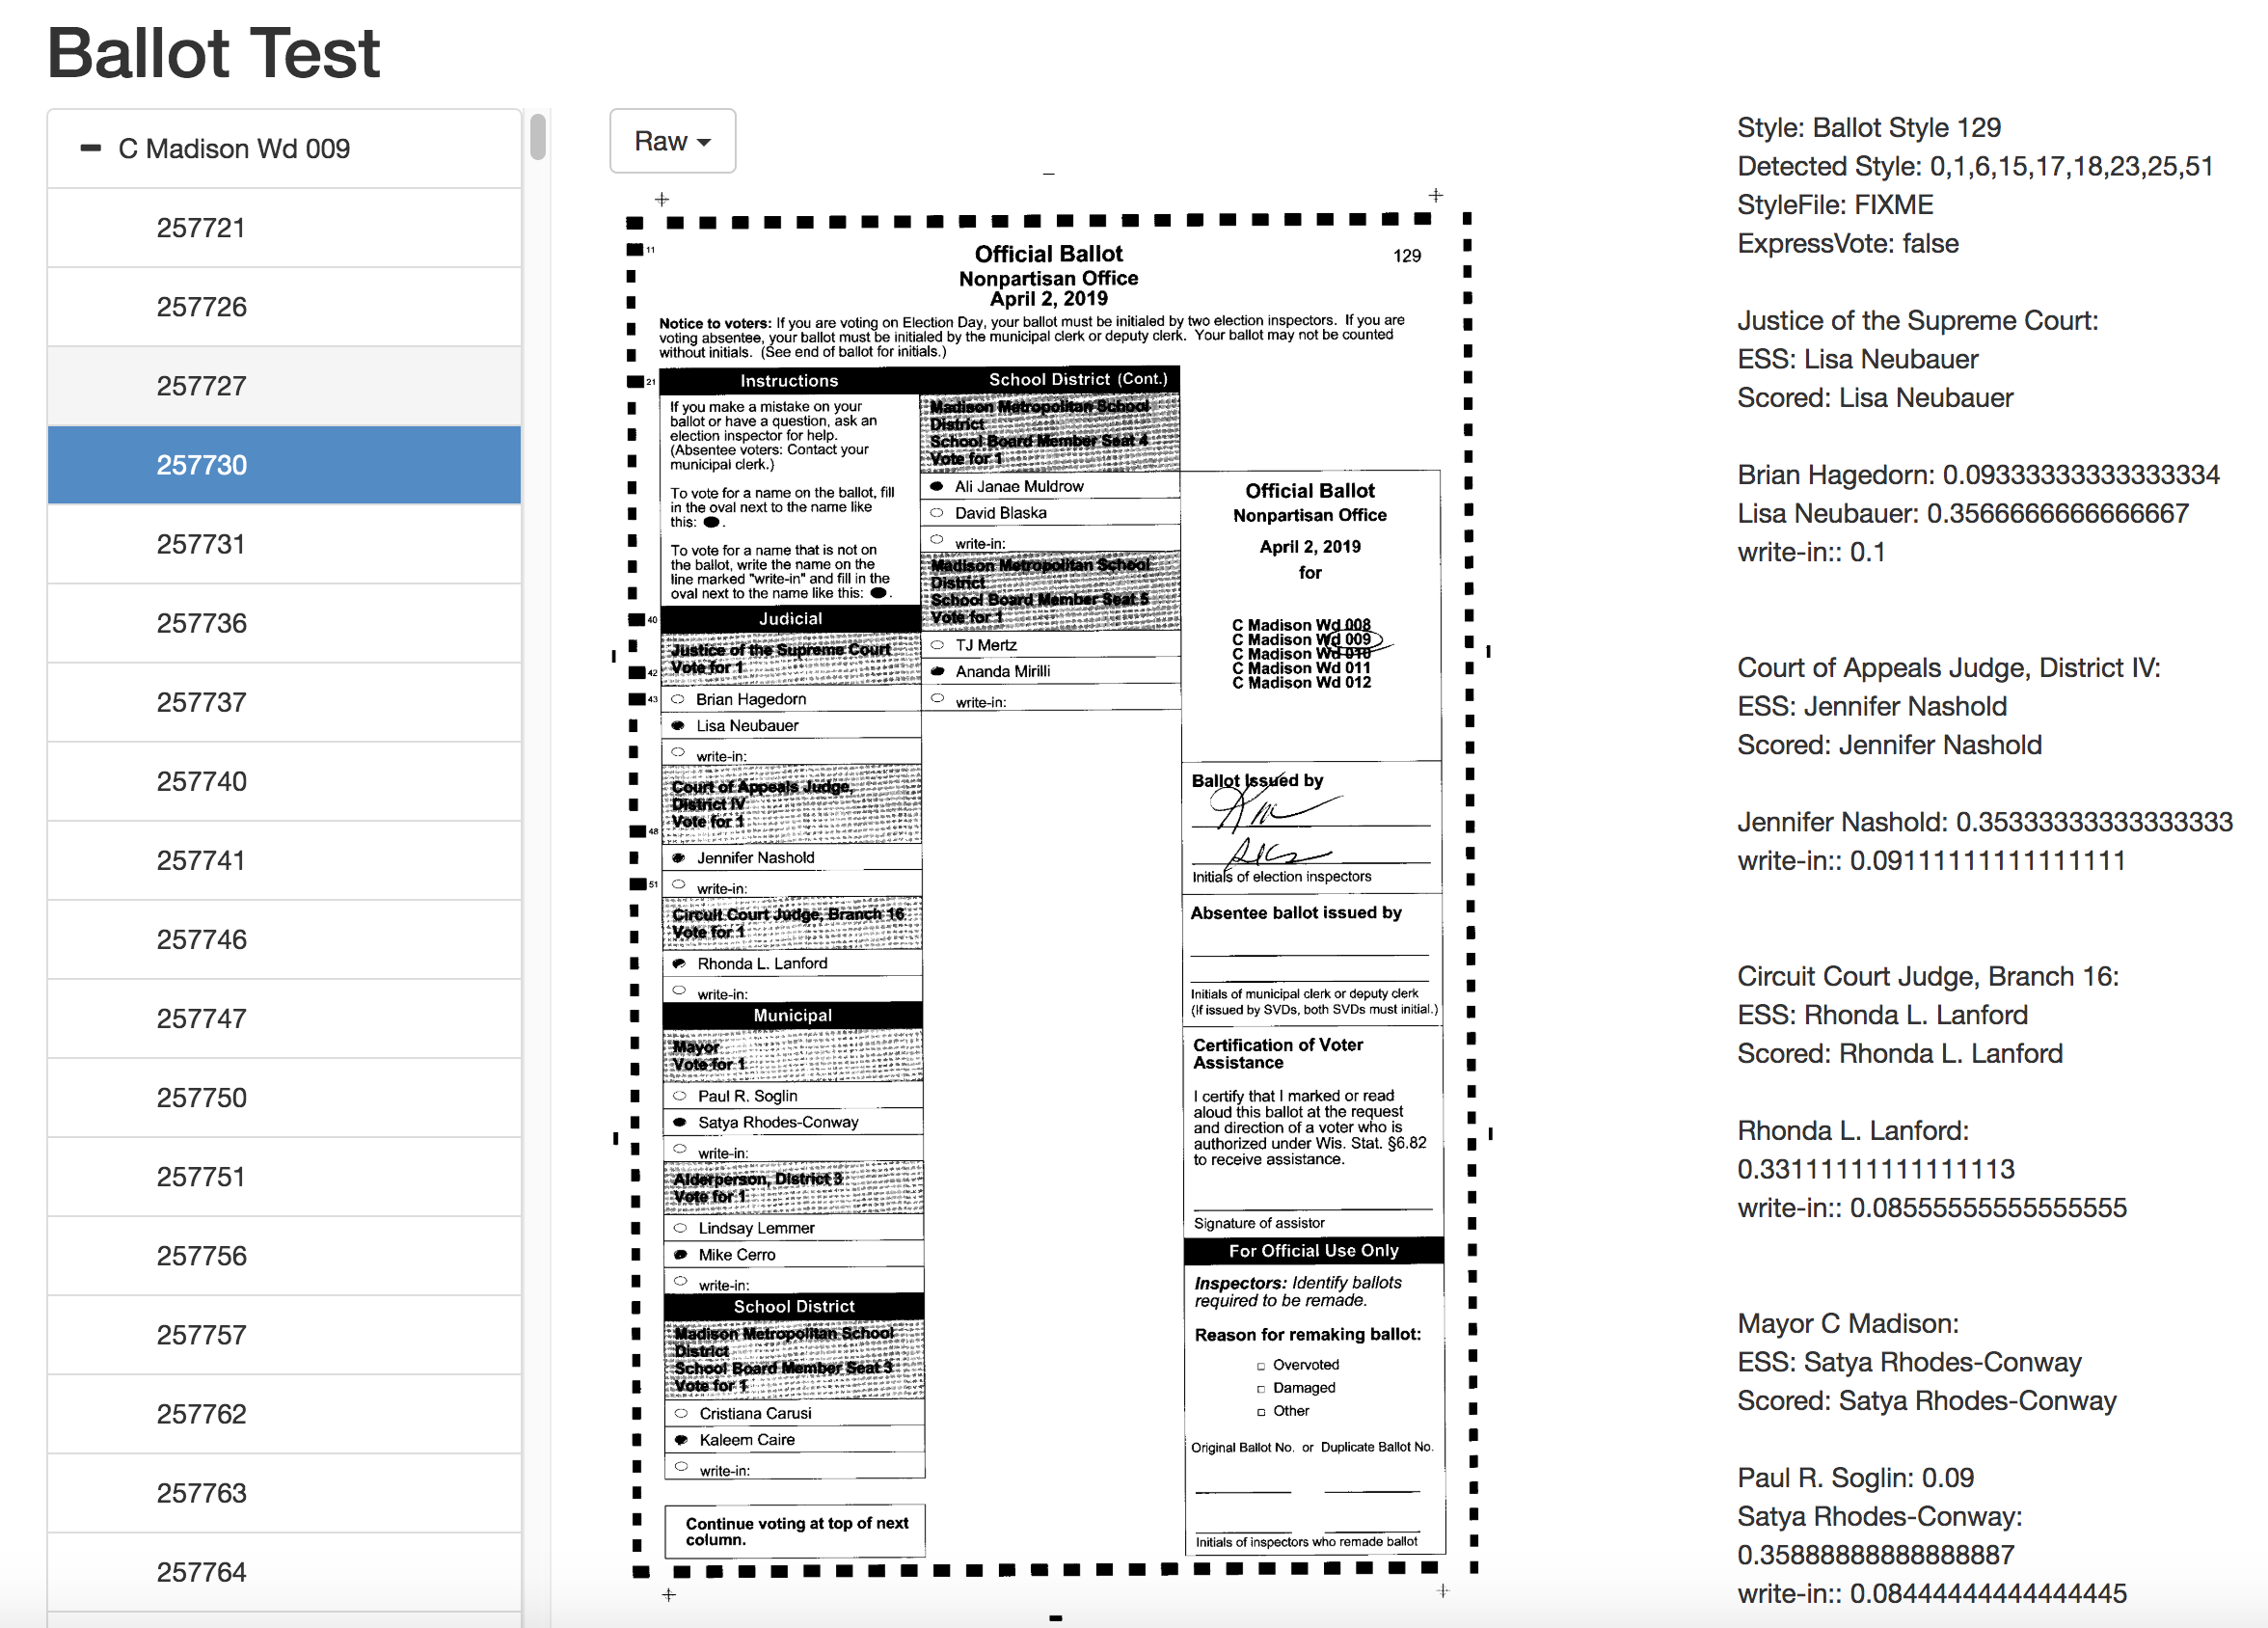 Ballot Test
C Madison Wd 009
257721
257726
257727
257730
257731
257736
257737
257740
257741
257746
257747
257750
257751
257756
257757
257762
257763
257764
Raw
11
Official Ballot
Nonpartisan Office
April 2, 2019
129
Notice to voters: If you are voting on Election Day, your ballot must be initialed by two election inspectors. If you are
voting absentee, your ballot must be initialed by the municipal clerk or deputy clerk. Your ballot may not be counted
without initials. (See end of ballot for initials.)
21
Instructions
If you make a mistake on your
ballot or have a question, ask an
election inspector for help.
(Absentee voters: Contact your
municipal clerk.)
To vote for a name on the ballot, fill
in the oval next to the name like
this: .
To vote for a name that is not on
the ballot, write the name on the
line marked "write-in" and fill in the
oval next to the name like this: .
40
Judicial
Justice of the Supreme Court
42
Vote for 1
43
Brian Hagedorn
Lisa Neubauer
write-in:
Court of Appeals Judge,
District IV
Vote for 1
48
Jennifer Nashold
51
write-in:
Circuit Court Judge, Branch 16
Vote for 1
Rhonda L. Lanford
write-in:
Municipal
Mayor
Vote for 1
Paul R. Soglin
Satya Rhodes-Conway
write-in:
Alderperson, District 3
Vote for 1
Lindsay Lemmer
Mike Cerro
write-in:
School District
Madison Metropolitan School
District
School Board Member Seat 3
Vote for 1
Cristiana Carusi
Kaleem Caire
write-in:
Continue voting at top of next
column.
School District (Cont.)
Madison Metropolitan School
District
School Board Member Seat 4
Vote for 1
Ali Janae Muldrow
David Blaska
write-in:
Madison Metropolitan School
District
School Board Member Seat 5
Vote for 1
TJ Mertz
Ananda Mirilli
write-in:
Official Ballot
Nonpartisan Office
April 2, 2019
for
C Madison Wd 008
C Madison Wd 009
C Madison Wd 010
C Madison Wd 011
C Madison Wd 012
Ballot Issued by
Initials of election inspectors
Absentee ballot issued by
Initials of municipal clerk or deputy clerk
(If issued by SVDs, both SVDs must initial.)
Certification of Voter
Assistance
I certify that I marked or read
aloud this ballot at the request
and direction of a voter who is
authorized under Wis. Stat. §6.82
to receive assistance.
Signature of assistor
For Official Use Only
Inspectors: Identify ballots
required to be remade.
Reason for remaking ballot:
Overvoted
Damaged
Other
Original Ballot No. or Duplicate Ballot No.
Initials of inspectors who remade ballot
Style: Ballot Style 129
Detected Style: 0,1,6,15,17,18,23,25,51
StyleFile: FIXME
ExpressVote: false
Justice of the Supreme Court:
ESS: Lisa Neubauer
Scored: Lisa Neubauer
Brian Hagedorn: 0.09333333333333334
Lisa Neubauer: 0.3566666666666667
write-in:: 0.1
Court of Appeals Judge, District IV:
ESS: Jennifer Nashold
Scored: Jennifer Nashold
Jennifer Nashold: 0.35333333333333333
write-in:: 0.09111111111111111
Circuit Court Judge, Branch 16:
ESS: Rhonda L. Lanford
Scored: Rhonda L. Lanford
Rhonda L. Lanford:
0.33111111111111113
write-in:: 0.08555555555555555
Mayor C Madison:
ESS: Satya Rhodes-Conway
Scored: Satya Rhodes-Conway
Paul R. Soglin: 0.09
Satya Rhodes-Conway:
0.35888888888888887
write-in:: 0.08444444444444445